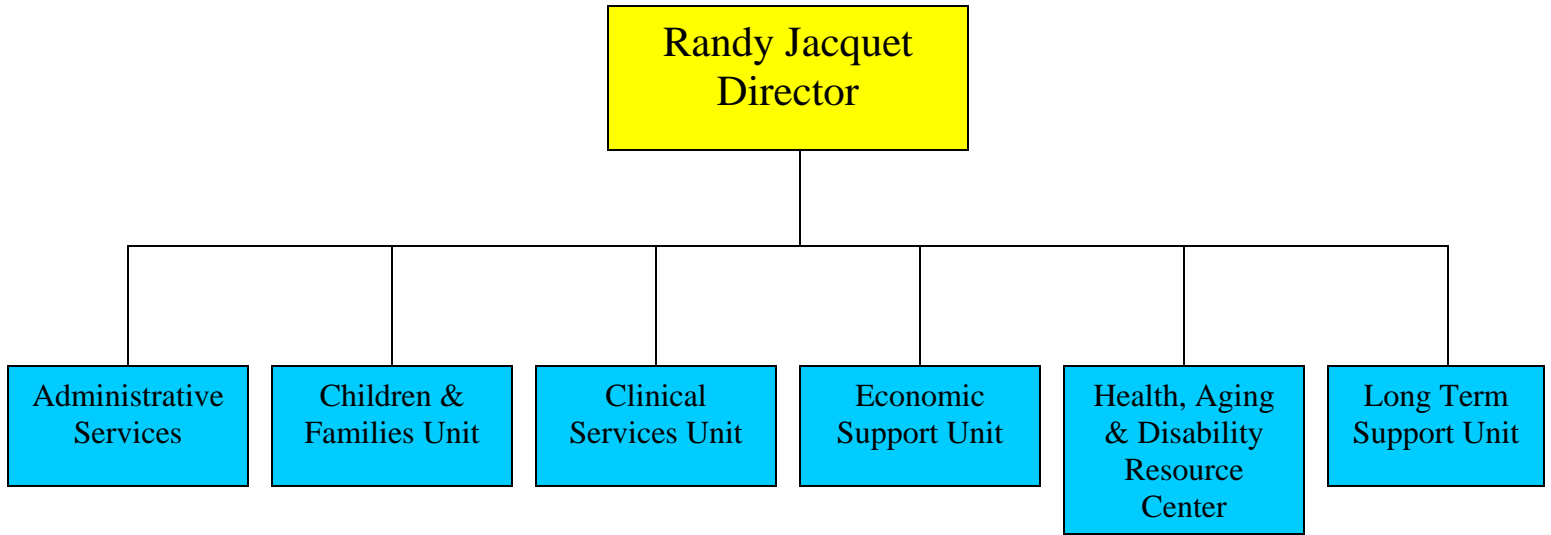 Randy Jacquet
Director
Administrative
Services
Children &
Families Unit
Clinical
Services Unit
Economic
Support Unit
Health, Aging
& Disability
Resource
Center
Long Term
Support Unit